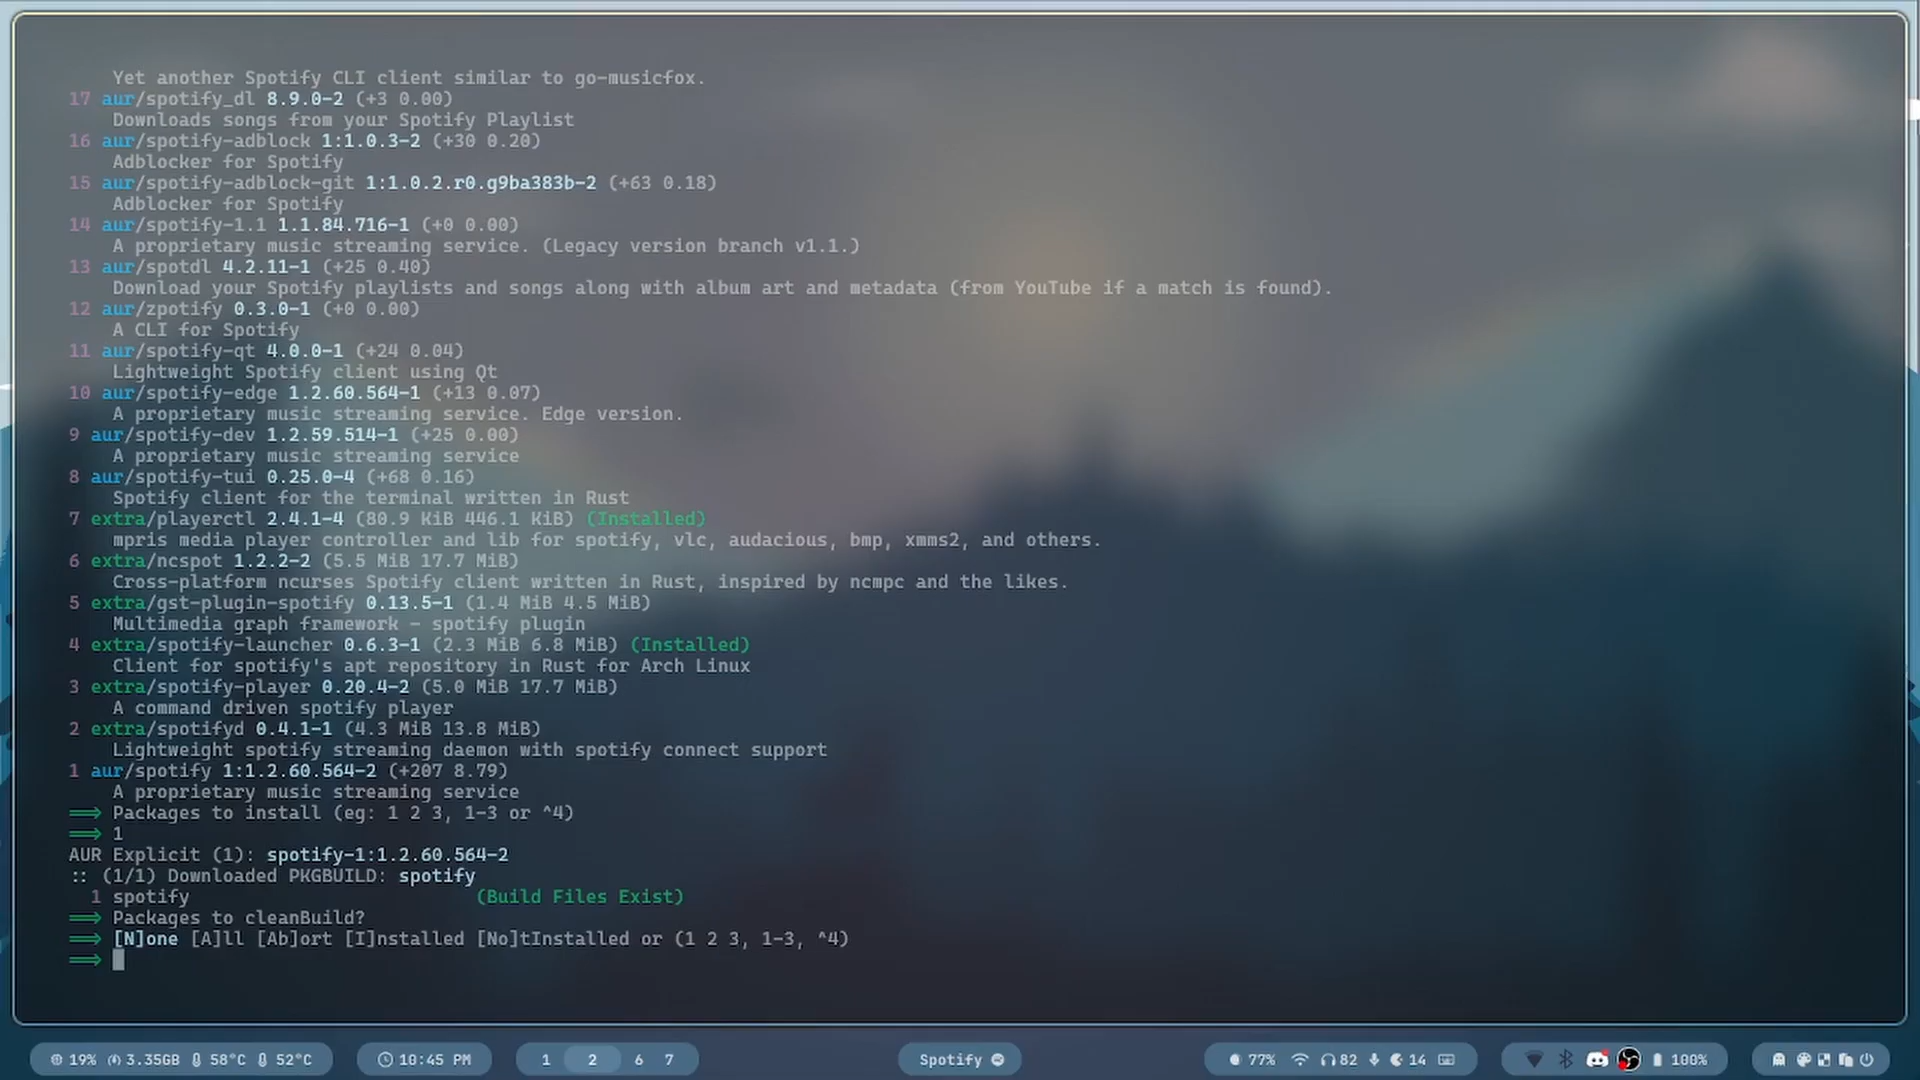 Yet another Spotify CLI client similar to go-musicfox.
17 aur/spotify_dl 8.9.0-2 (+3 0.00)
Downloads songs from your Spotify Playlist
16 aur/spotify-adblock 1:1.0.3-2 (+30 0.20)
Adblocker for Spotify
15 aur/spotify-adblock-git 1:1.0.2.r0.g9ba383b-2 (+63 0.18)
Adblocker for Spotify
14 aur/spotify-1.1 1.1.84.716-1 (+0 0.00)
A proprietary music streaming service. (Legacy version branch v1.1.)
13 aur/spotdl 4.2.11-1 (+25 0.40)
Download your Spotify playlists and songs along with album art and metadata (from YouTube if a match is found).
12 aur/zpotify 0.3.0-1 (+0 0.00)
A CLI for Spotify
11 aur/spotify-qt 4.0.0-1 (+24 0.04)
Lightweight Spotify client using Qt
10 aur/spotify-edge 1.2.60.564-1 (+13 0.07)
A proprietary music streaming service. Edge version.
9 aur/spotify-dev 1.2.59.514-1 (+25 0.00)
A proprietary music streaming service
8 aur/spotify-tui 0.25.0-4 (+68 0.16)
Spotify client for the terminal written in Rust
7 extra/playerctl 2.4.1-4 (80.9 KiB 446.1 KiB) (Installed)
mpris media player controller and lib for spotify, vlc, audacious, bmp, xmms2, and others.
6 extra/ncspot 1.2.2-2 (5.5 MiB 17.7 MiB)
Cross-platform ncurses Spotify client written in Rust, inspired by ncmpc and the likes.
5 extra/gst-plugin-spotify 0.13.5-1 (1.4 MiB 4.5 MiB)
Multimedia graph framework - spotify plugin
4 extra/spotify-launcher 0.6.3-1 (2.3 MiB 6.8 MiB) (Installed)
Client for spotify's apt repository in Rust for Arch Linux
3 extra/spotify-player 0.20.4-2 (5.0 MiB 17.7 MiB)
A command driven spotify player
2 extra/spotifyd 0.4.1-1 (4.3 MiB 13.8 MiB)
Lightweight spotify streaming daemon with spotify connect support
1 aur/spotify 1:1.2.60.564-2 (+207 8.79)
A proprietary music streaming service
==> Packages to install (eg: 1 2 3, 1-3 or ^4)
==> 1
AUR Explicit (1): spotify-1:1.2.60.564-2
:: (1/1) Downloaded PKGBUILD: spotify
1 spotify (Build Files Exist)
==> Packages to cleanBuild?
==> [N]one [A]ll [Ab]ort [I]nstalled [No]tInstalled or (1 2 3, 1-3, ^4)
==>
19% 3.35GB 58°C 52°C 10:45 PM 1 2 6 7 Spotify 77% 82 14 100%